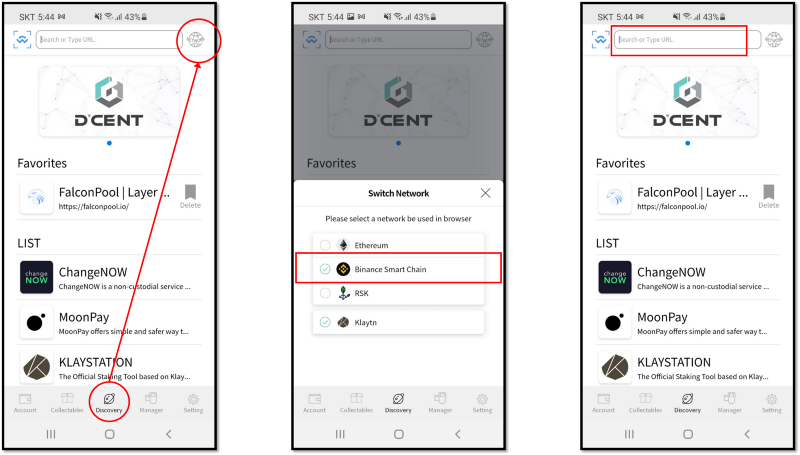 SKT 5:44 43%
Search or Type URL.
NETWORK
D'CENT
Favorites
FalconPool | Layer ...
https://falconpool.io/
Delete
LIST
change
NOW
ChangeNOW
ChangeNOW is a non-custodial service ...
MoonPay
MoonPay offers simple and safer way t...
KLAYSTATION
The Official Staking Tool based on Klay...
Account Collectables Discovery Manager Setting
SKT 5:44 43%
Search or Type URL.
NETWORK
D'CENT
Favorites
Switch Network
Please select a network be used in browser
Ethereum
Binance Smart Chain
RSK
Klaytn
Account Collectables Discovery Manager Setting
SKT 5:44 43%
Search or Type URL.
NETWORK
D'CENT
Favorites
FalconPool | Layer ...
https://falconpool.io/
Delete
LIST
change
NOW
ChangeNOW
ChangeNOW is a non-custodial service ...
MoonPay
MoonPay offers simple and safer way t...
KLAYSTATION
The Official Staking Tool based on Klay...
Account Collectables Discovery Manager Setting